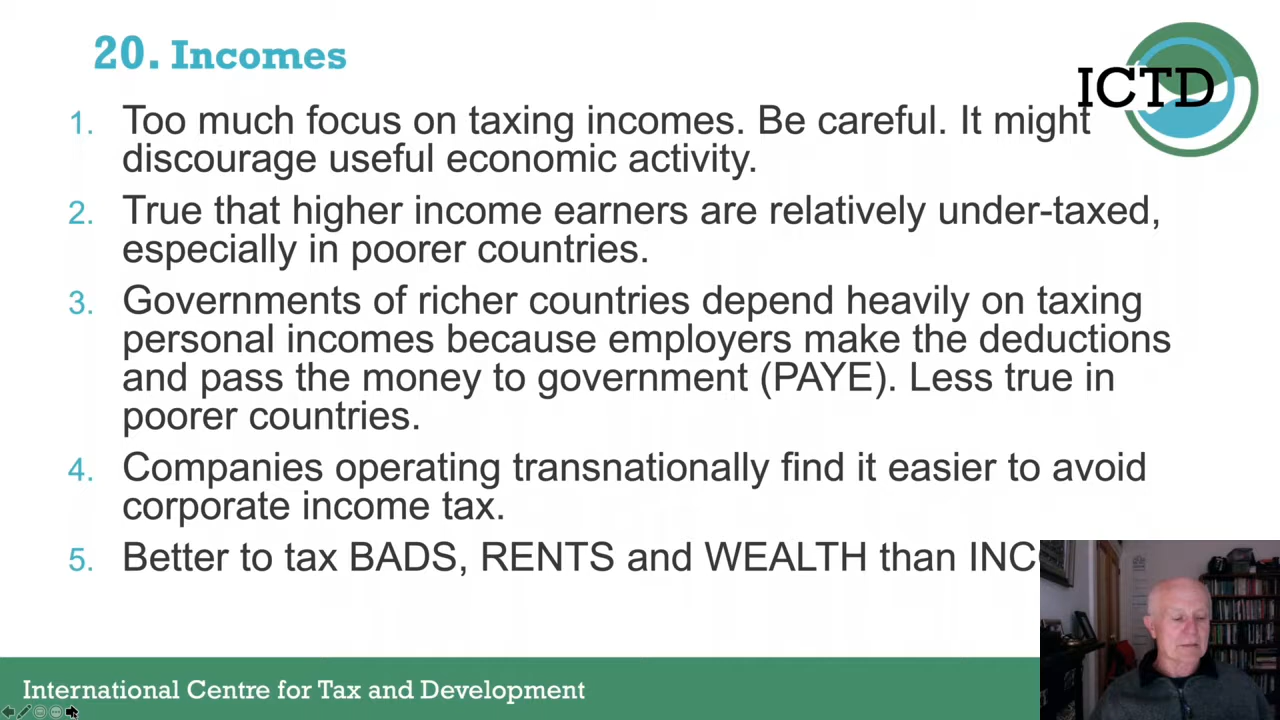 20. Incomes
ICTD
1. Too much focus on taxing incomes. Be careful. It might
discourage useful economic activity.
2. True that higher income earners are relatively under-taxed,
especially in poorer countries.
3. Governments of richer countries depend heavily on taxing
personal incomes because employers make the deductions
and pass the money to government (PAYE). Less true in
poorer countries.
4. Companies operating transnationally find it easier to avoid
corporate income tax.
5. Better to tax BADS, RENTS and WEALTH than
International Centre for Tax and Development